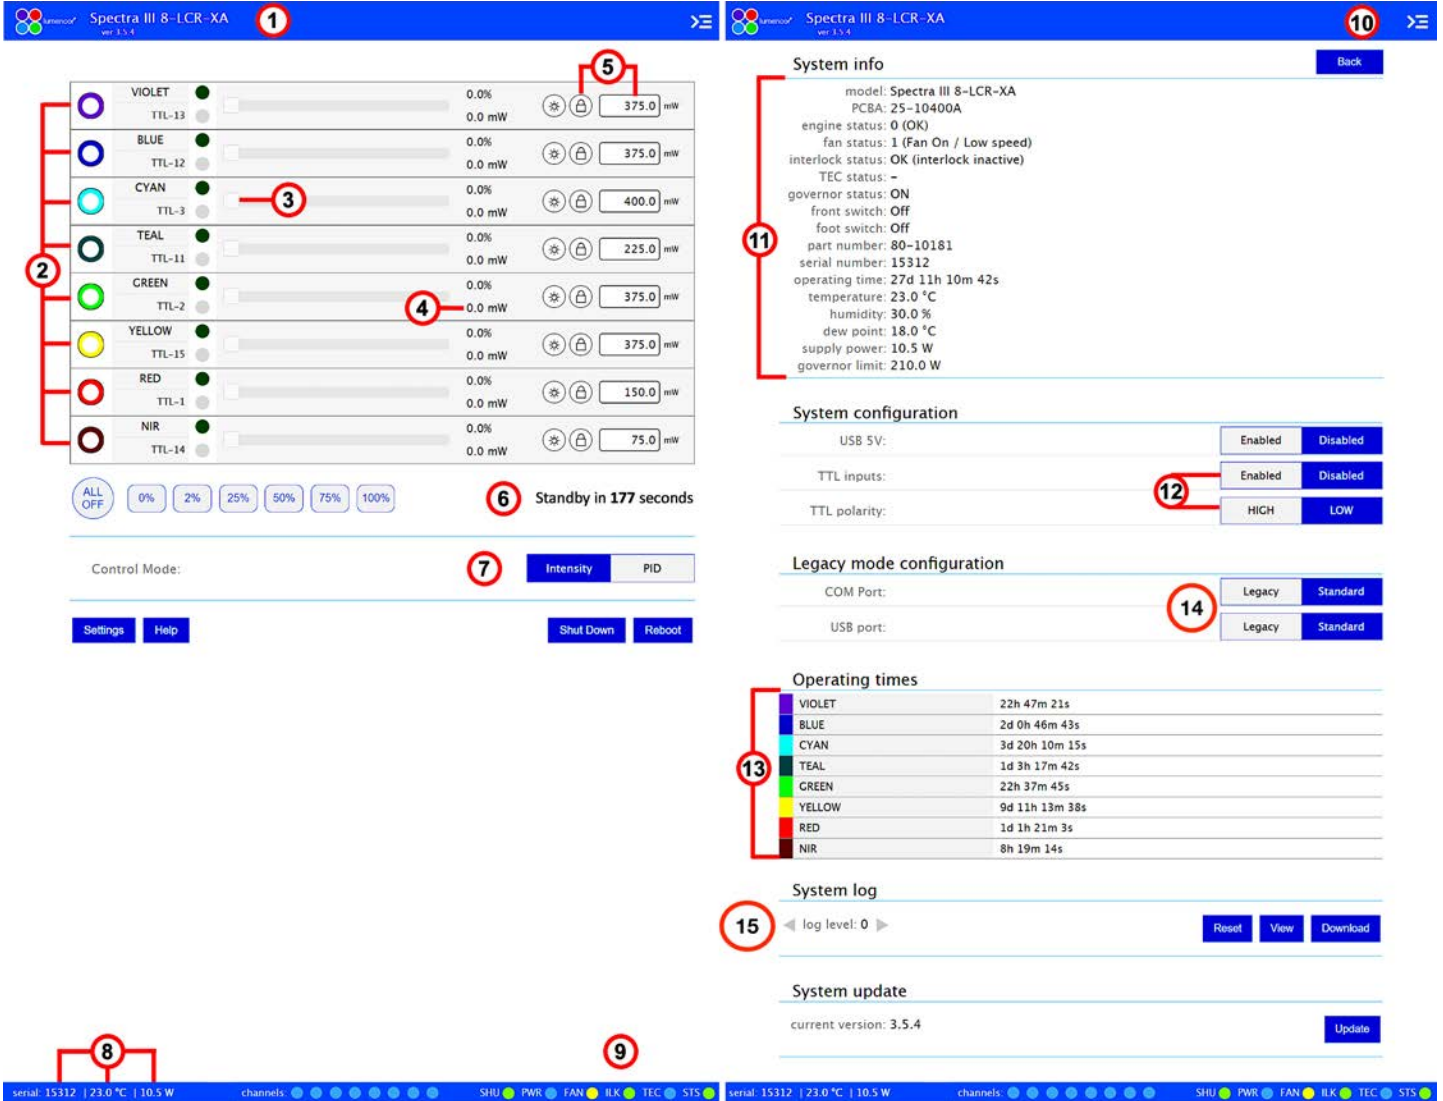 lumencor Spectra III 8-LCR-XA
ver 3.5.4
1
>
5
VIOLET 0.0% 375.0 mW
TTL-13 0.0 mW
BLUE 0.0% 375.0 mW
TTL-12 0.0 mW
CYAN 0.0% 400.0 mW
3
TTL-3 0.0 mW
TEAL 0.0% 225.0 mW
TTL-11 0.0 mW
2
GREEN 0.0% 375.0 mW
4
TTL-2 0.0 mW
YELLOW 0.0% 375.0 mW
TTL-15 0.0 mW
RED 0.0% 150.0 mW
TTL-1 0.0 mW
NIR 0.0% 75.0 mW
TTL-14 0.0 mW
ALL OFF 0% 2% 25% 50% 75% 100%
6
Standby in 177 seconds
Control Mode:
7
Intensity PID
Settings Help Shut Down Reboot
8
9
serial: 15312 | 23.0 °C | 10.5 W channels: SHU PWR FAN ILK TEC STS
lumencor Spectra III 8-LCR-XA
ver 3.5.4
10
>
System info Back
11
model: Spectra III 8-LCR-XA
PCBA: 25-10400A
engine status: 0 (OK)
fan status: 1 (Fan On / Low speed)
interlock status: OK (interlock inactive)
TEC status: –
governor status: ON
front switch: Off
foot switch: Off
part number: 80-10181
serial number: 15312
operating time: 27d 11h 10m 42s
temperature: 23.0 °C
humidity: 30.0 %
dew point: 18.0 °C
supply power: 10.5 W
governor limit: 210.0 W
System configuration
USB 5V: Enabled Disabled
TTL inputs: Enabled Disabled
12
TTL polarity: HIGH LOW
Legacy mode configuration
COM Port: Legacy Standard
14
USB port: Legacy Standard
Operating times
13
VIOLET 22h 47m 21s
BLUE 2d 0h 46m 43s
CYAN 3d 20h 10m 15s
TEAL 1d 3h 17m 42s
GREEN 22h 37m 45s
YELLOW 9d 11h 13m 38s
RED 1d 1h 21m 3s
NIR 8h 19m 14s
System log
15
log level: 0 Reset View Download
System update
current version: 3.5.4 Update
serial: 15312 | 23.0 °C | 10.5 W channels: SHU PWR FAN ILK TEC STS